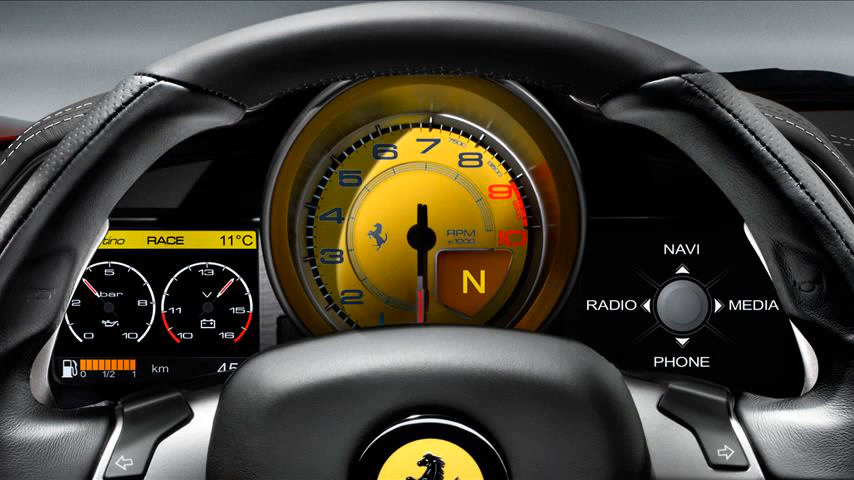 tino RACE 11°C
5
bar
2 8
0 10
13
V
11 15
10 16
0 1/2 1
km 45
7
6 8
5 9
4
3
2 10
RPM
x1000
N
NAVI
RADIO MEDIA
PHONE